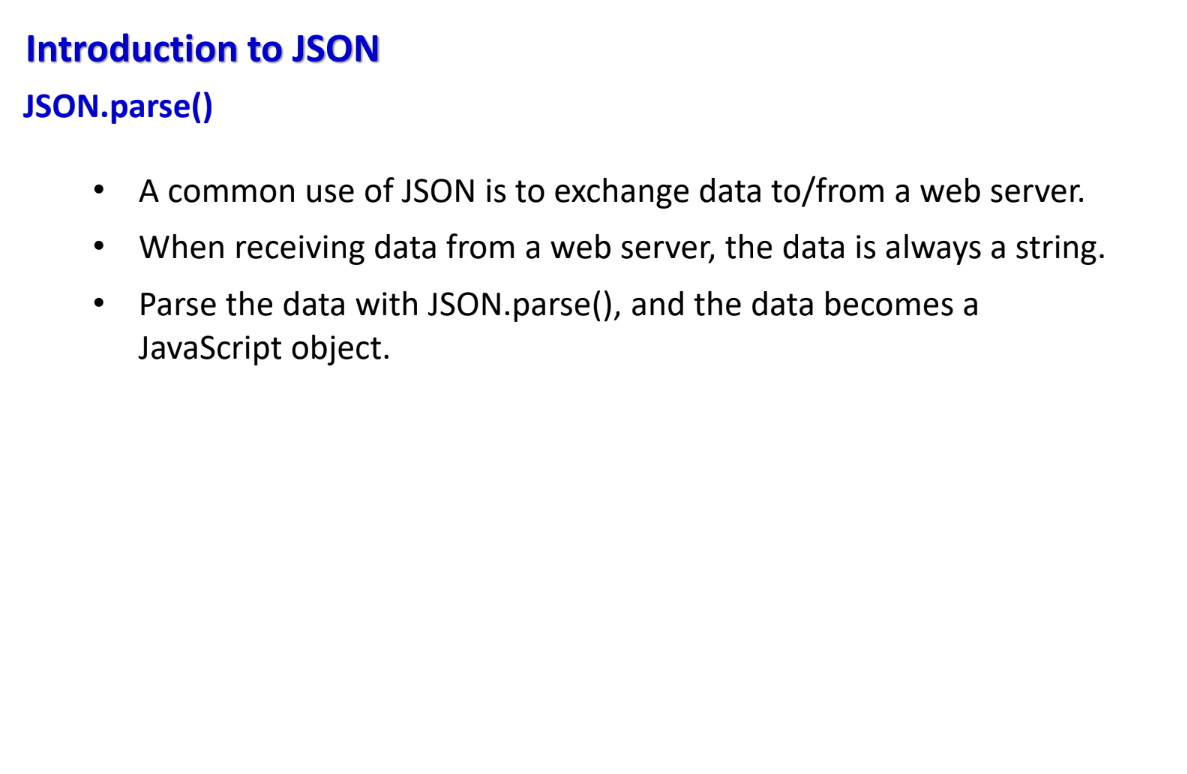 Introduction to JSON
JSON.parse()
• A common use of JSON is to exchange data to/from a web server.
• When receiving data from a web server, the data is always a string.
• Parse the data with JSON.parse(), and the data becomes a
JavaScript object.